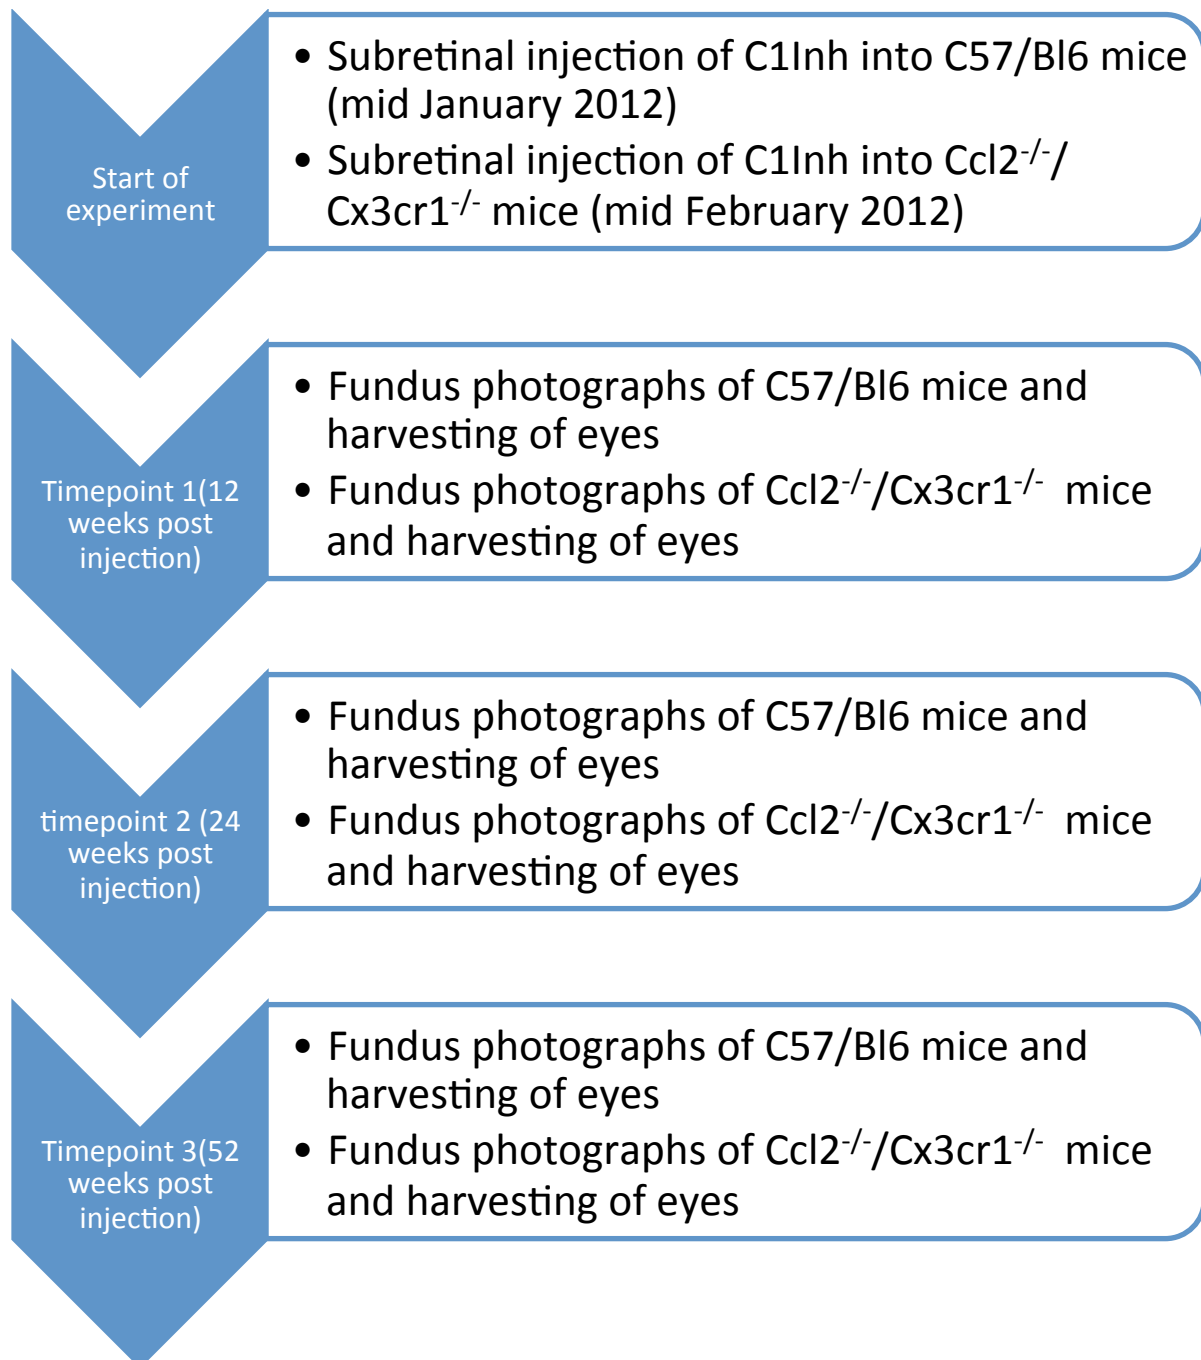 Start of
experiment
• Subretinal injection of C1Inh into C57/Bl6 mice
(mid January 2012)
• Subretinal injection of C1Inh into Ccl2⁻/⁻/
Cx3cr1⁻/⁻ mice (mid February 2012)
Timepoint 1(12
weeks post
injection)
• Fundus photographs of C57/Bl6 mice and
harvesting of eyes
• Fundus photographs of Ccl2⁻/⁻/Cx3cr1⁻/⁻ mice
and harvesting of eyes
timepoint 2 (24
weeks post
injection)
• Fundus photographs of C57/Bl6 mice and
harvesting of eyes
• Fundus photographs of Ccl2⁻/⁻/Cx3cr1⁻/⁻ mice
and harvesting of eyes
Timepoint 3(52
weeks post
injection)
• Fundus photographs of C57/Bl6 mice and
harvesting of eyes
• Fundus photographs of Ccl2⁻/⁻/Cx3cr1⁻/⁻ mice
and harvesting of eyes